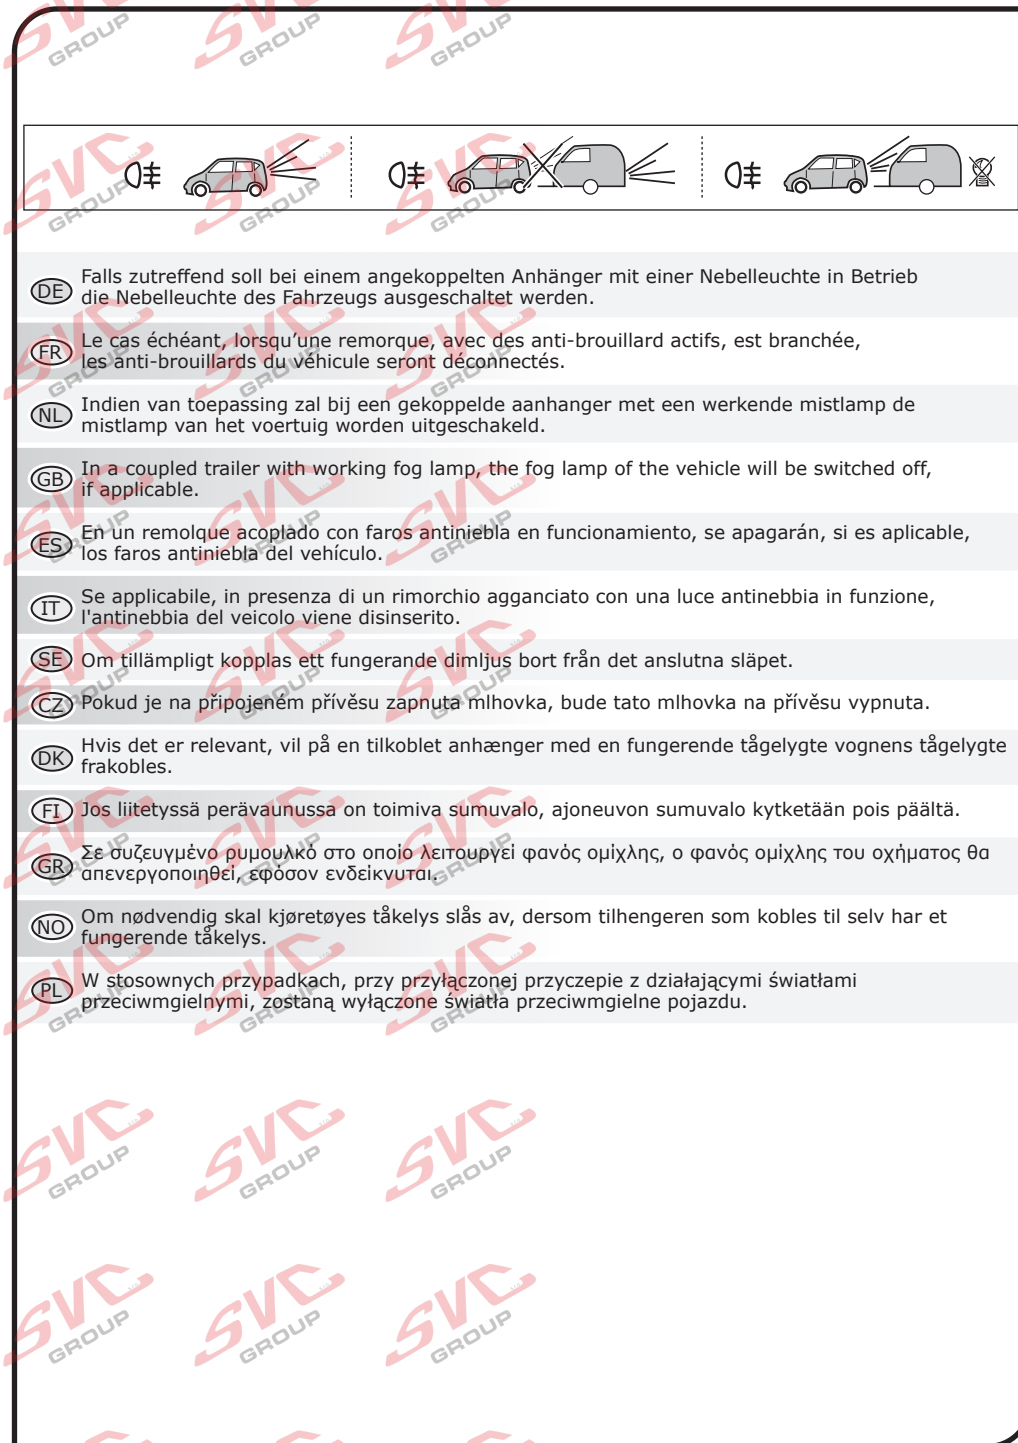 DE Falls zutreffend soll bei einem angekoppelten Anhänger mit einer Nebelleuchte in Betrieb
die Nebelleuchte des Fahrzeugs ausgeschaltet werden.
FR Le cas échéant, lorsqu’une remorque, avec des anti-brouillard actifs, est branchée,
les anti-brouillards du véhicule seront déconnectés.
NL Indien van toepassing zal bij een gekoppelde aanhanger met een werkende mistlamp de
mistlamp van het voertuig worden uitgeschakeld.
GB In a coupled trailer with working fog lamp, the fog lamp of the vehicle will be switched off,
if applicable.
ES En un remolque acoplado con faros antiniebla en funcionamiento, se apagarán, si es aplicable,
los faros antiniebla del vehículo.
IT Se applicabile, in presenza di un rimorchio agganciato con una luce antinebbia in funzione,
l'antinebbia del veicolo viene disinserito.
SE Om tillämpligt kopplas ett fungerande dimljus bort från det anslutna släpet.
CZ Pokud je na připojeném přívěsu zapnuta mlhovka, bude tato mlhovka na přívěsu vypnuta.
DK Hvis det er relevant, vil på en tilkoblet anhænger med en fungerende tågelygte vognens tågelygte
frakobles.
FI Jos liitetyssä perävaunussa on toimiva sumuvalo, ajoneuvon sumuvalo kytketään pois päältä.
GR Σε συζευγμένο ρυμουλκό στο οποίο λειτουργεί φανός ομίχλης, ο φανός ομίχλης του οχήματος θα
απενεργοποιηθεί, εφόσον ενδείκνυται.
NO Om nødvendig skal kjøretøyes tåkelys slås av, dersom tilhengeren som kobles til selv har et
fungerende tåkelys.
PL W stosownych przypadkach, przy przyłączonej przyczepie z działającymi światłami
przeciwmgielnymi, zostaną wyłączone światła przeciwmgielne pojazdu.
SVC GROUP